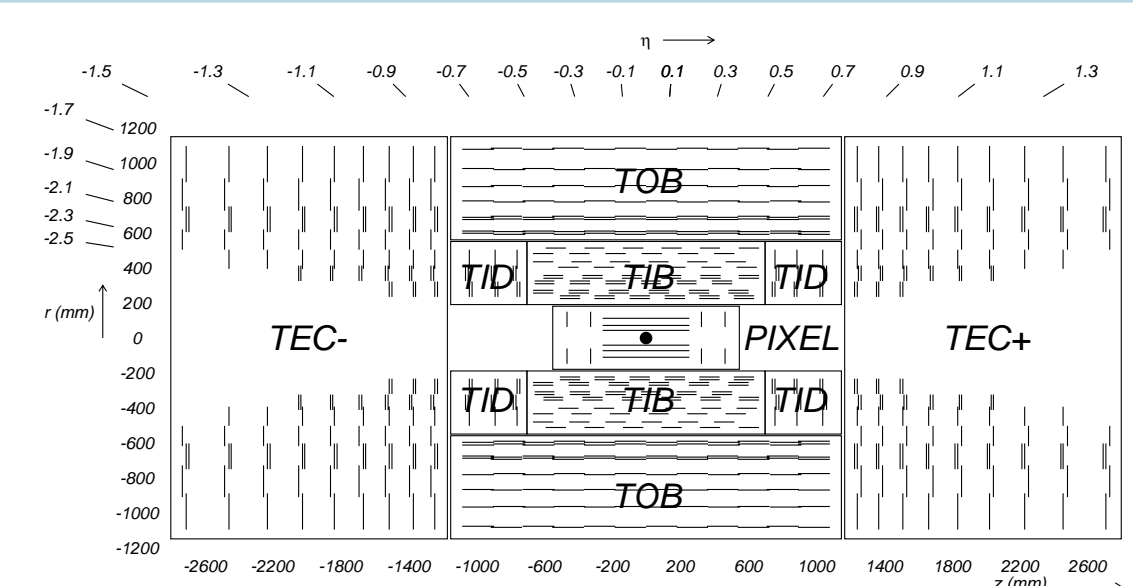 η
-1.5 -1.3 -1.1 -0.9 -0.7 -0.5 -0.3 -0.1 0.1 0.3 0.5 0.7 0.9 1.1 1.3
-1.7
1200
-1.9
1000
-2.1
800
TOB
-2.3
600
-2.5
400
TID TIB TID
200
r (mm)
0
TEC- PIXEL TEC+
-200
-400
TID TIB TID
-600
-800
TOB
-1000
-1200
-2600 -2200 -1800 -1400 -1000 -600 -200 200 600 1000 1400 1800 2200 2600
z (mm)